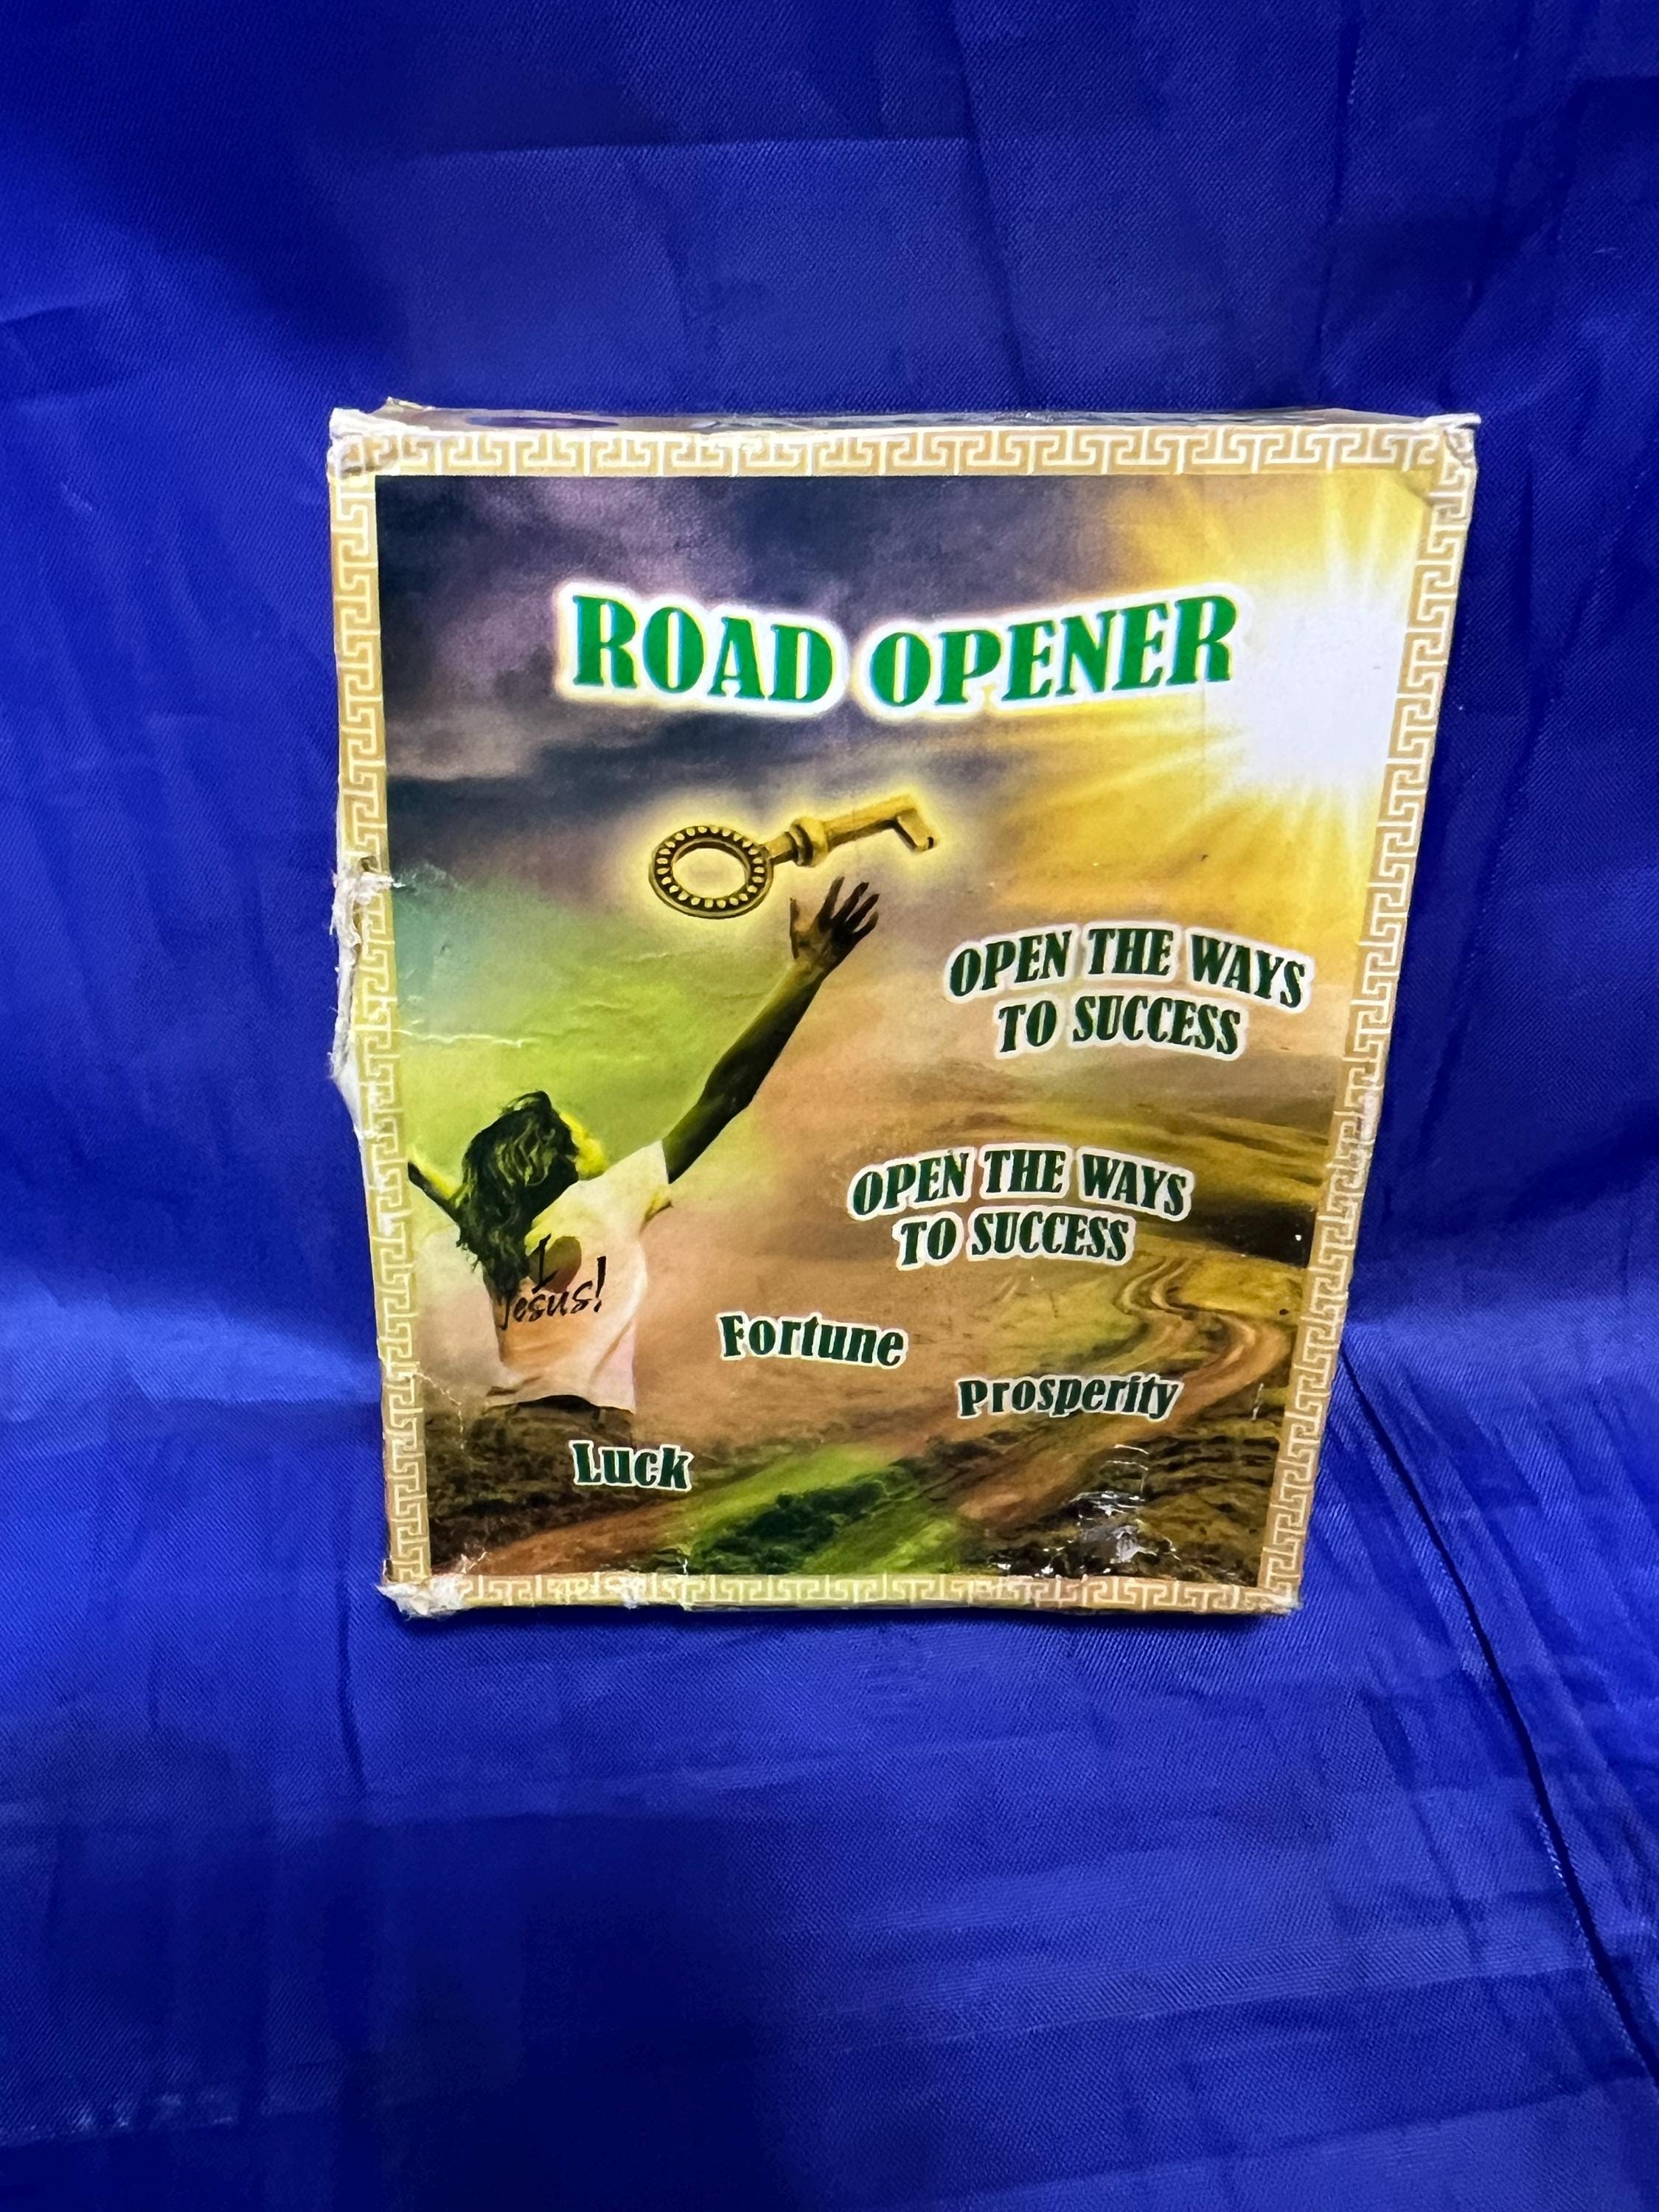 ROAD OPENER
OPEN THE WAYS
TO SUCCESS
OPEN THE WAYS
TO SUCCESS
I
Jesus!
Fortune
Prosperity
Luck